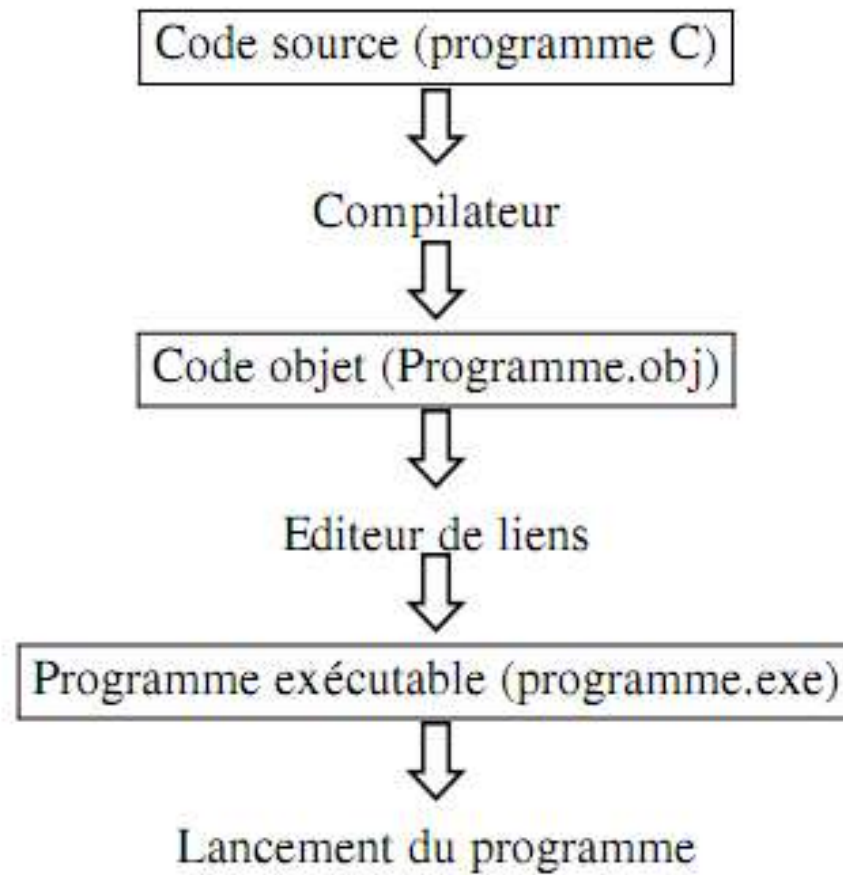 Code source (programme C)
Compilateur
Code objet (Programme.obj)
Editeur de liens
Programme exécutable (programme.exe)
Lancement du programme